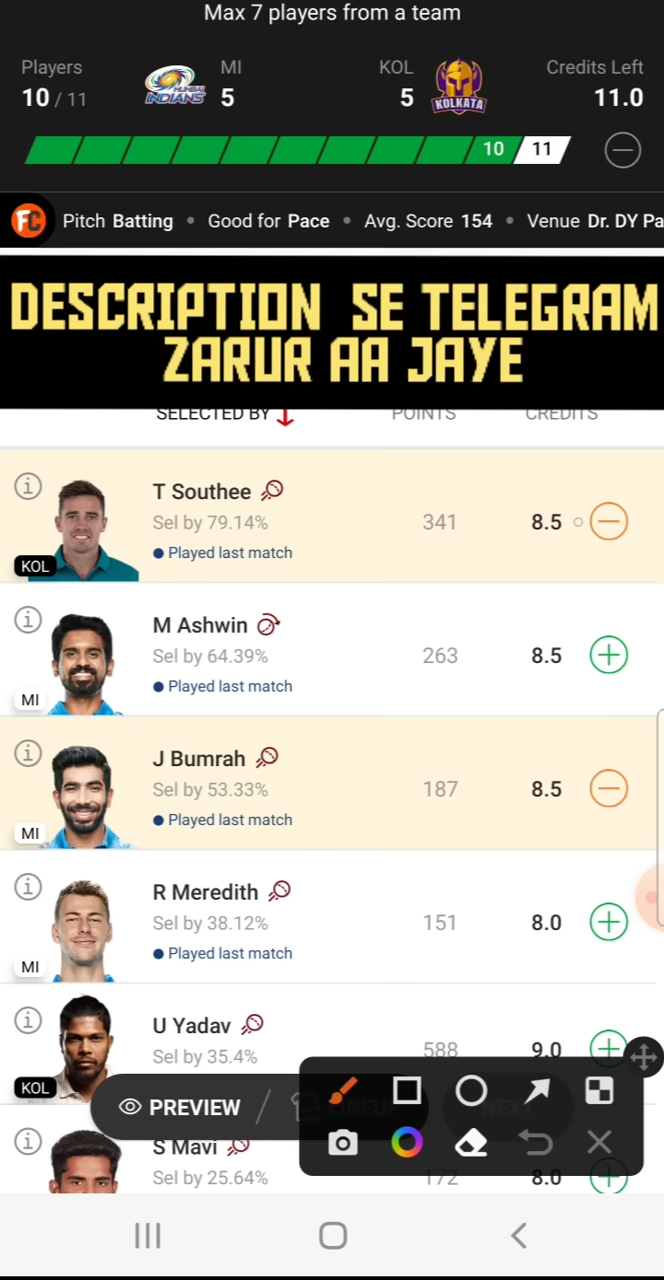 Max 7 players from a team
Players MI KOL Credits Left
10 / 11 5 5 11.0
INDIANS KOLKATA
10 11
FC Pitch Batting • Good for Pace • Avg. Score 154 • Venue Dr. DY Pa
DESCRIPTION SE TELEGRAM
ZARUR AA JAYE
SELECTED BY POINTS CREDITS
T Southee
Sel by 79.14% 341 8.5
Played last match
KOL
M Ashwin
Sel by 64.39% 263 8.5
Played last match
MI
J Bumrah
Sel by 53.33% 187 8.5
Played last match
MI
R Meredith
Sel by 38.12% 151 8.0
Played last match
MI
U Yadav
Sel by 35.4% 588 9.0
KOL
PREVIEW / LINEUP NEXT
S Mavi
Sel by 25.64% 172 8.0